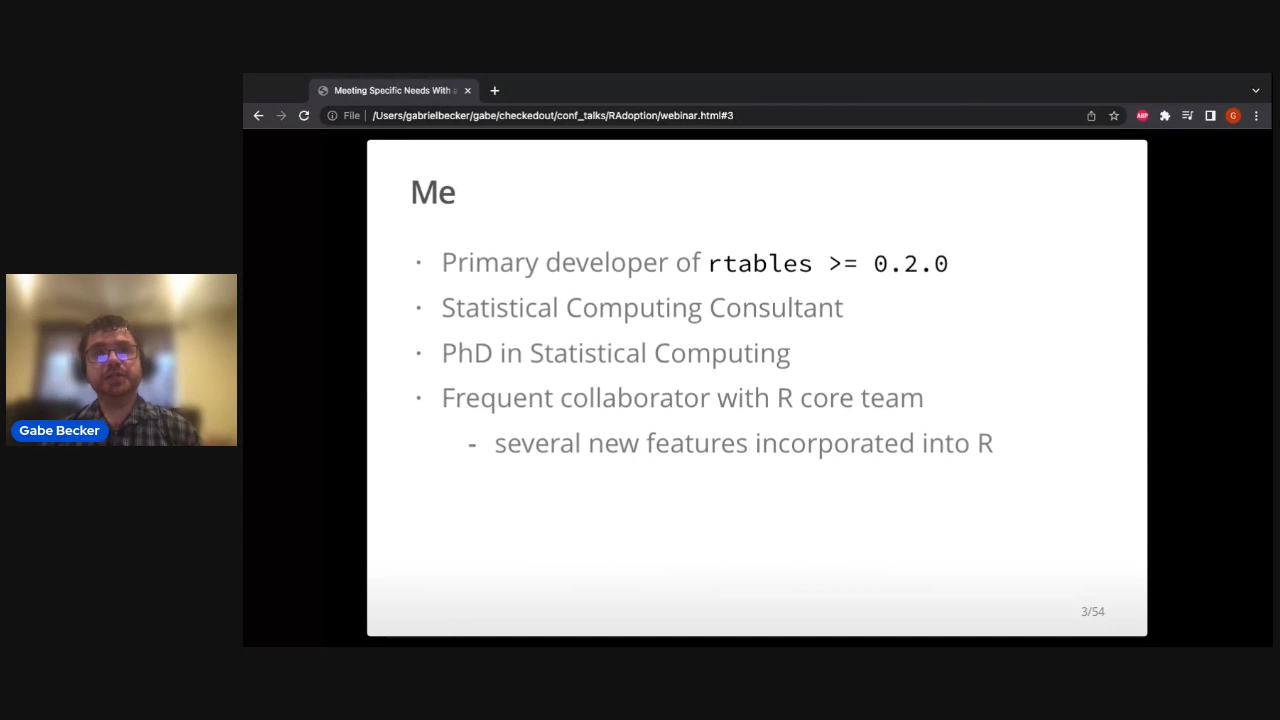 Meeting Specific Needs With a
File
/Users/gabrielbecker/gabe/checkedout/conf_talks/RAdoption/webinar.html#3
ABP
G
Me
· Primary developer of rtables >= 0.2.0
· Statistical Computing Consultant
· PhD in Statistical Computing
· Frequent collaborator with R core team
- several new features incorporated into R
3/54
Gabe Becker